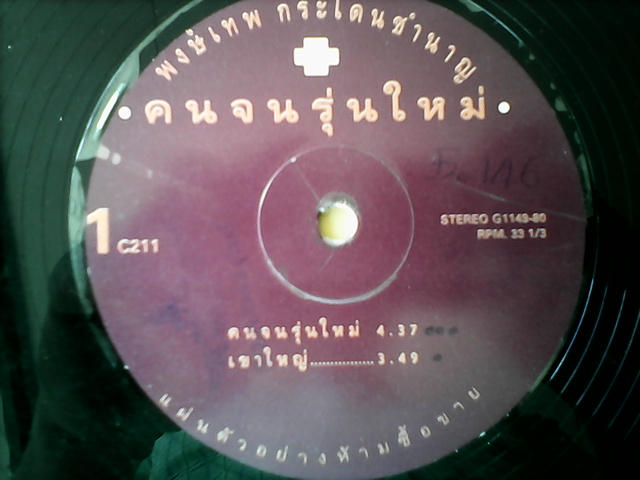 พงษ์เทพ กระโดนชำนาญ
คนจนรุ่นใหม่
1 C211
STEREO G1149-80
RPM. 33 1/3
คนจนรุ่นใหม่ 4.37
เขาใหญ่..............3.49
แผ่นตัวอย่างห้ามซื้อขาย